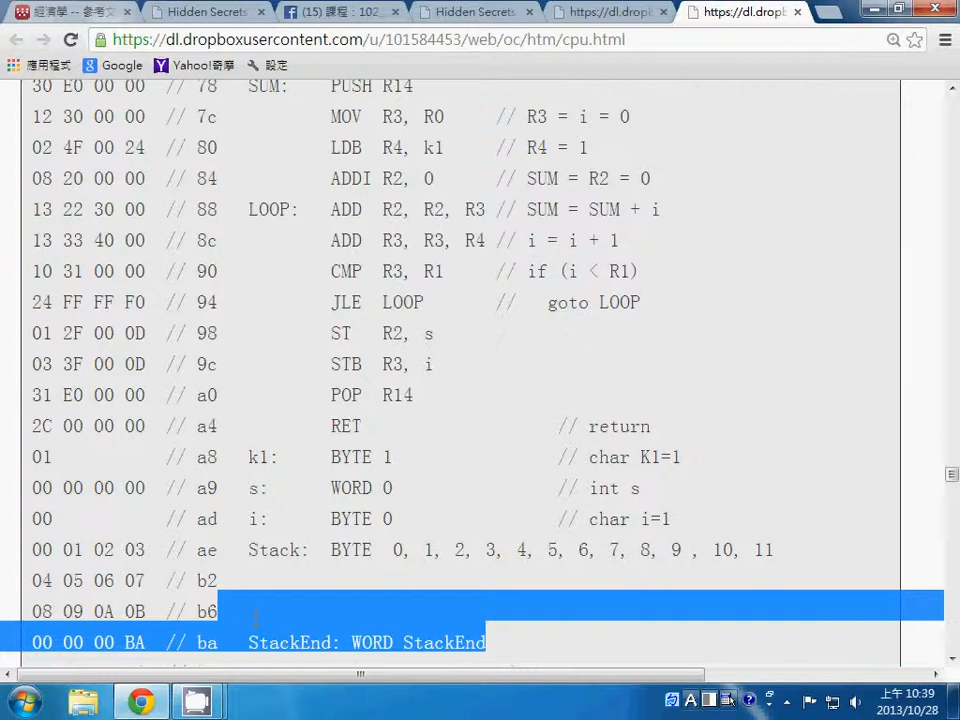 經濟學 -- 參考文
Hidden Secrets
(15) 課程：102_
Hidden Secrets
https://dl.dropb
https://dl.dropb
https://dl.dropboxusercontent.com/u/101584453/web/oc/htm/cpu.html
應用程式 Google Yahoo!奇摩 設定
30 E0 00 00 // 78 SUM: PUSH R14
12 30 00 00 // 7c MOV R3, R0 // R3 = i = 0
02 4F 00 24 // 80 LDB R4, k1 // R4 = 1
08 20 00 00 // 84 ADDI R2, 0 // SUM = R2 = 0
13 22 30 00 // 88 LOOP: ADD R2, R2, R3 // SUM = SUM + i
13 33 40 00 // 8c ADD R3, R3, R4 // i = i + 1
10 31 00 00 // 90 CMP R3, R1 // if (i < R1)
24 FF FF F0 // 94 JLE LOOP // goto LOOP
01 2F 00 0D // 98 ST R2, s
03 3F 00 0D // 9c STB R3, i
31 E0 00 00 // a0 POP R14
2C 00 00 00 // a4 RET // return
01 // a8 k1: BYTE 1 // char K1=1
00 00 00 00 // a9 s: WORD 0 // int s
00 // ad i: BYTE 0 // char i=1
00 01 02 03 // ae Stack: BYTE 0, 1, 2, 3, 4, 5, 6, 7, 8, 9 , 10, 11
04 05 06 07 // b2
08 09 0A 0B // b6
00 00 00 BA // ba StackEnd: WORD StackEnd
A
上午 10:39
2013/10/28